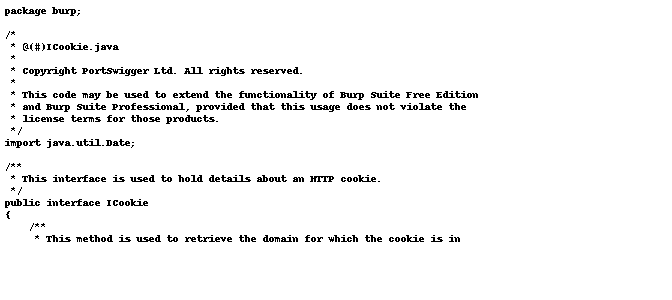 package burp;

/*
 * @(#)ICookie.java
 *
 * Copyright PortSwigger Ltd. All rights reserved.
 *
 * This code may be used to extend the functionality of Burp Suite Free Edition
 * and Burp Suite Professional, provided that this usage does not violate the
 * license terms for those products.
 */
import java.util.Date;

/**
 * This interface is used to hold details about an HTTP cookie.
 */
public interface ICookie
{
    /**
     * This method is used to retrieve the domain for which the cookie is in